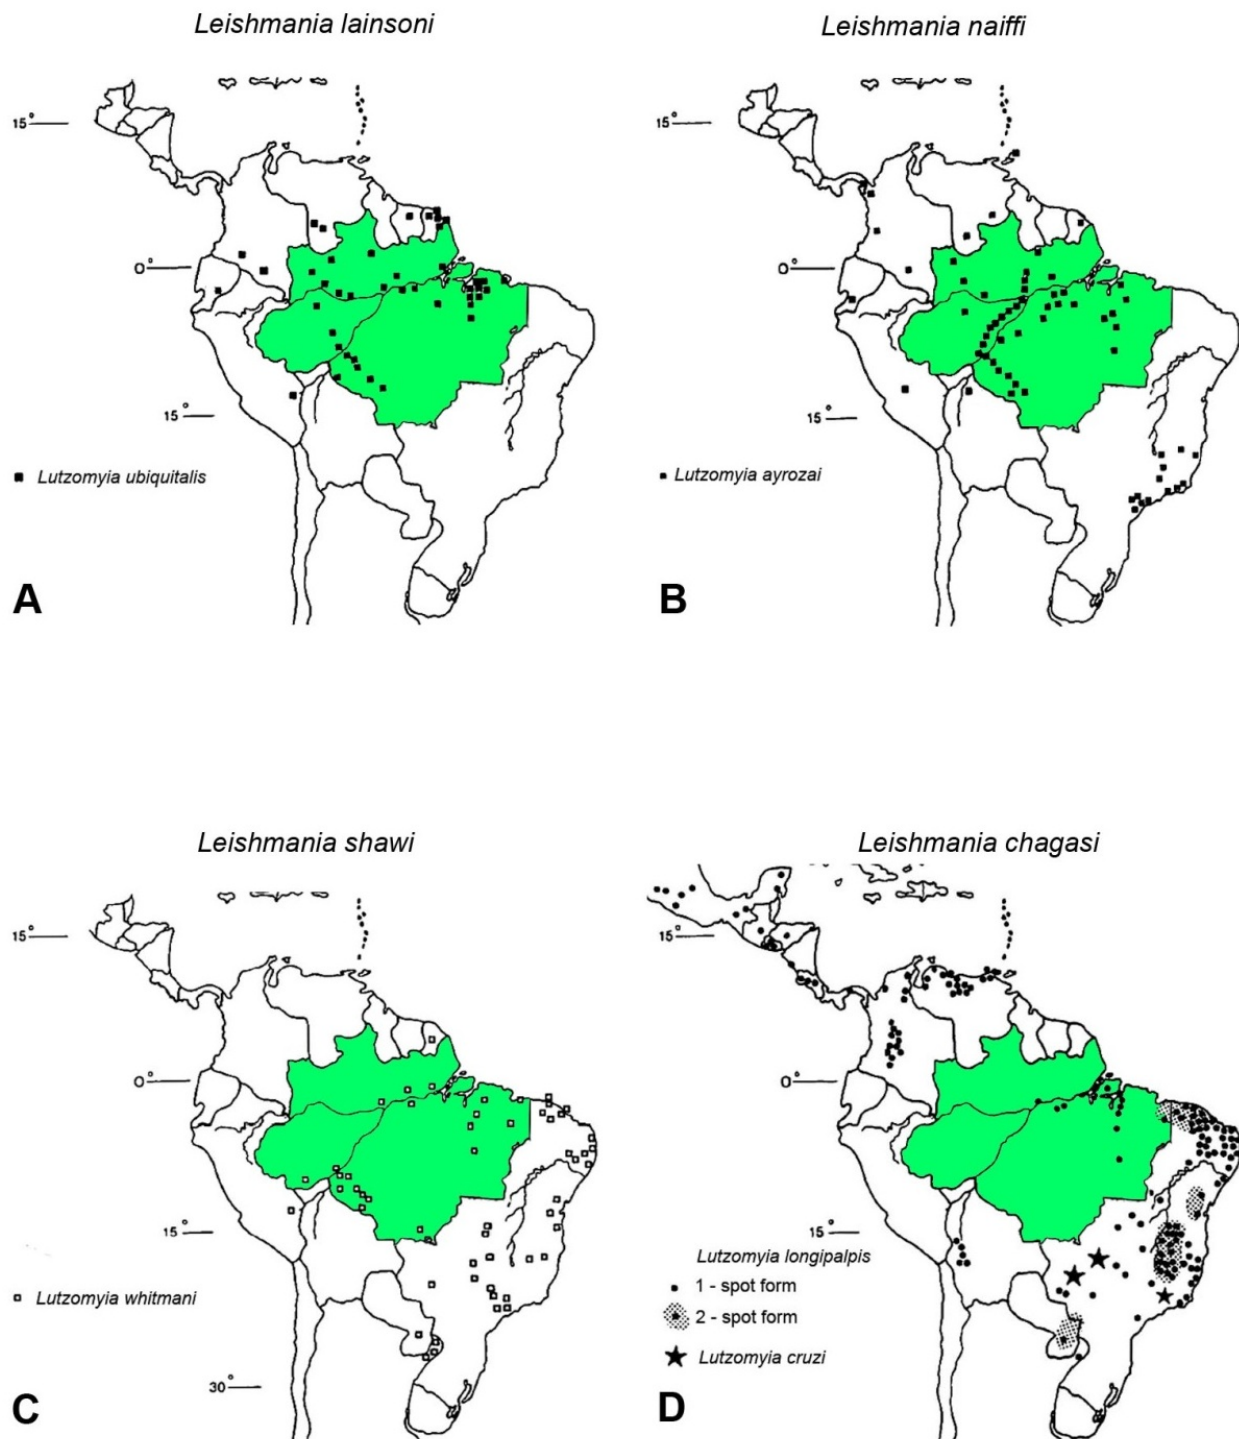 Leishmania lainsoni
15°
0°
15°
Lutzomyia ubiquitalis
A
Leishmania naiffi
15°
0°
15°
Lutzomyia ayrozai
B
Leishmania shawi
15°
0°
15°
Lutzomyia whitmani
30°
C
Leishmania chagasi
15°
0°
15°
Lutzomyia longipalpis
1 - spot form
2 - spot form
Lutzomyia cruzi
D